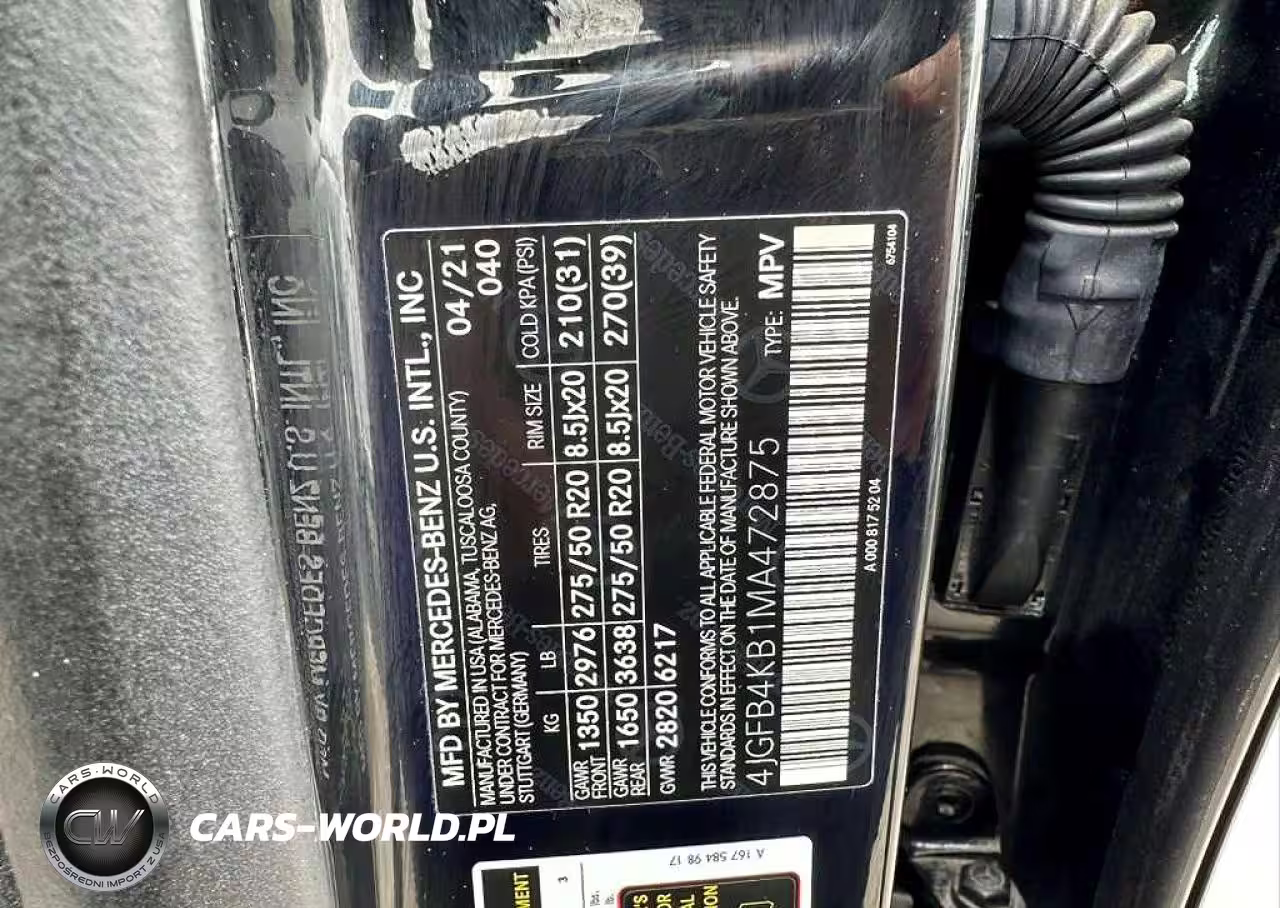 MFD BY MERCEDES-BENZ U.S. INTL., INC
MANUFACTURED IN USA (ALABAMA, TUSCALOOSA COUNTY) 04/21
UNDER CONTRACT FOR MERCEDES-BENZ AG, 040
STUTTGART (GERMANY)
KG LB TIRES RIM SIZE COLD KPA (PSI)
GAWR FRONT 1350 2976 275/50 R20 8.5Jx20 210(31)
GAWR REAR 1650 3638 275/50 R20 8.5Jx20 270(39)
GVWR 2820 6217
THIS VEHICLE CONFORMS TO ALL APPLICABLE FEDERAL MOTOR VEHICLE SAFETY
STANDARDS IN EFFECT ON THE DATE OF MANUFACTURE SHOWN ABOVE.
4JGFB4KB1MA472875 TYPE: MPV
A 000 817 52 04 6754104
A 167 584 98 17
3
CARS-WORLD
CW
BEZPOŚREDNI IMPORT Z USA
CARS-WORLD.PL